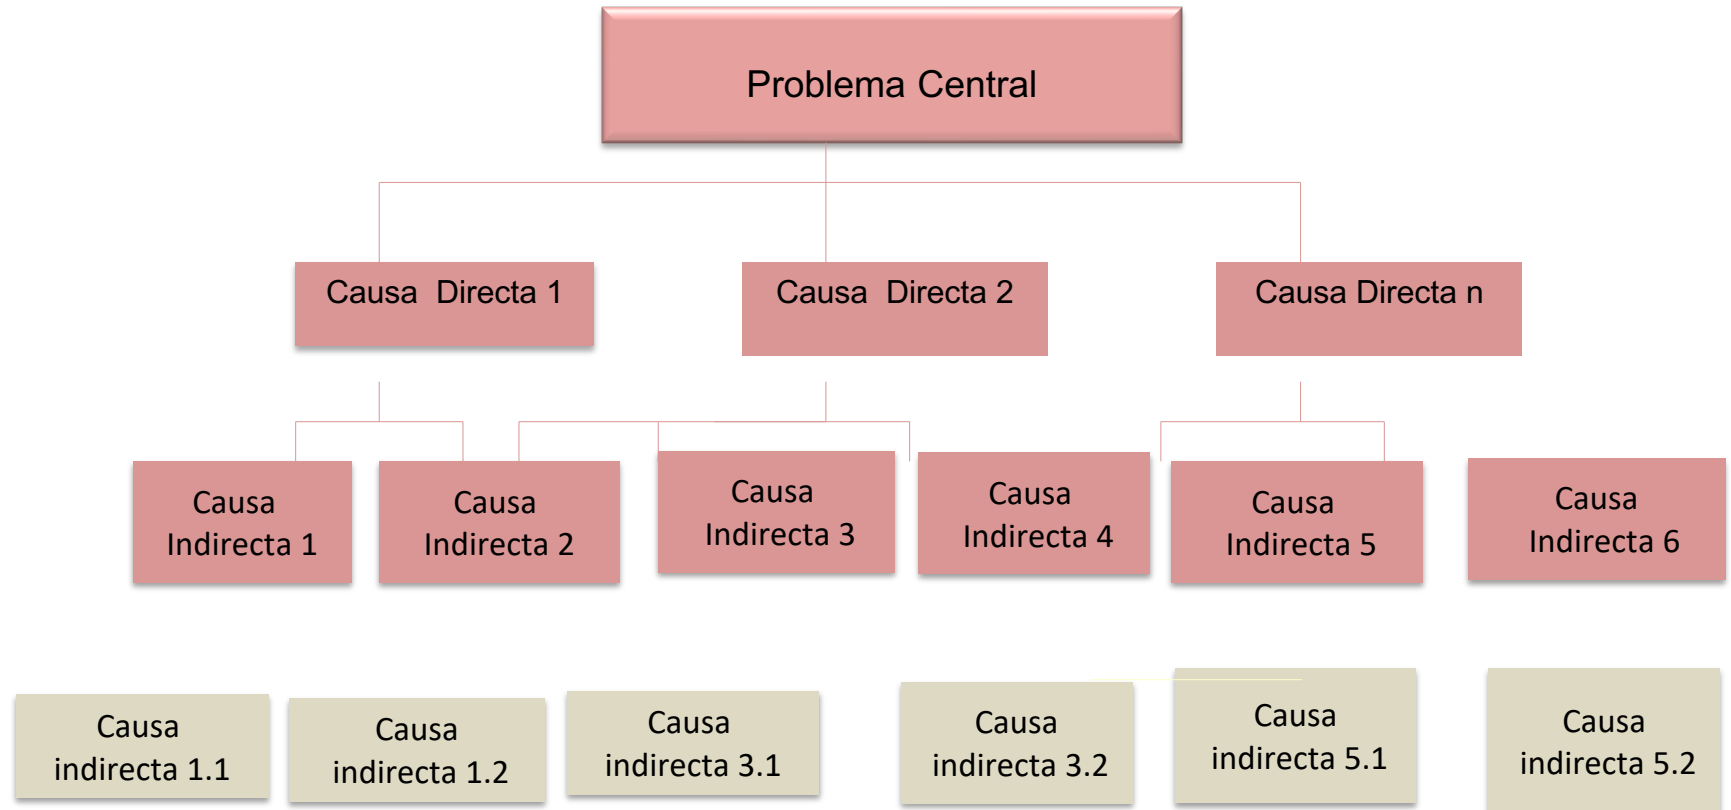 Problema Central
Causa  Directa 1
Causa  Directa 2
Causa Directa n
Causa
Indirecta 1
Causa
Indirecta 2
Causa
Indirecta 3
Causa
Indirecta 4
Causa
Indirecta 5
Causa
Indirecta 6
Causa
indirecta 1.1
Causa
indirecta 1.2
Causa
indirecta 3.1
Causa
indirecta 3.2
Causa
indirecta 5.1
Causa
indirecta 5.2